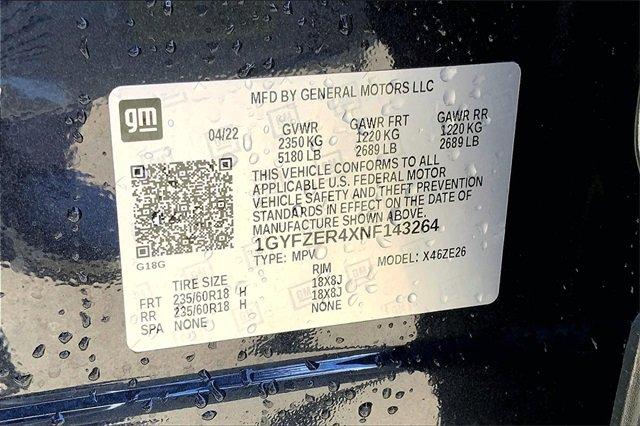 MFD BY GENERAL MOTORS LLC
gm
04/22 GVWR GAWR FRT GAWR RR
2350 KG 1220 KG 1220 KG
5180 LB 2689 LB 2689 LB
THIS VEHICLE CONFORMS TO ALL
APPLICABLE U.S. FEDERAL MOTOR
VEHICLE SAFETY AND THEFT PREVENTION
STANDARDS IN EFFECT ON THE DATE OF
MANUFACTURE SHOWN ABOVE.
1GYFZER4XNF143264
G18G
TYPE: MPV MODEL: X46ZE26
TIRE SIZE RIM
FRT 235/60R18 H 18X8J
RR 235/60R18 H 18X8J
SPA NONE NONE